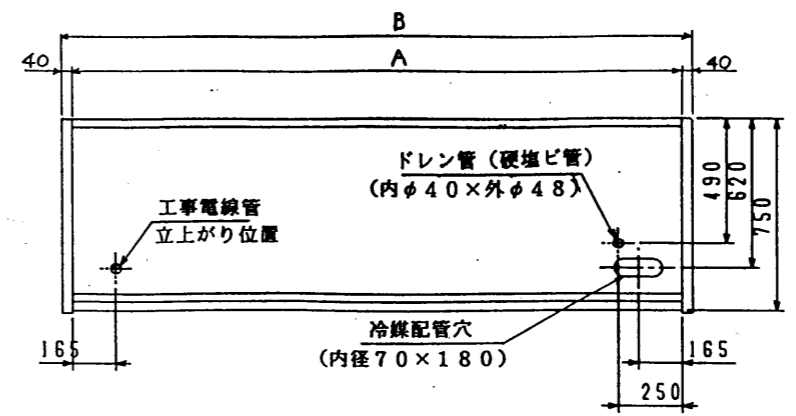 B
40
A
40
ドレン管（硬塩ビ管）
（内φ40×外φ48）
490
620
750
工事電線管
立上がり位置
冷媒配管穴
（内径70×180）
165
165
250